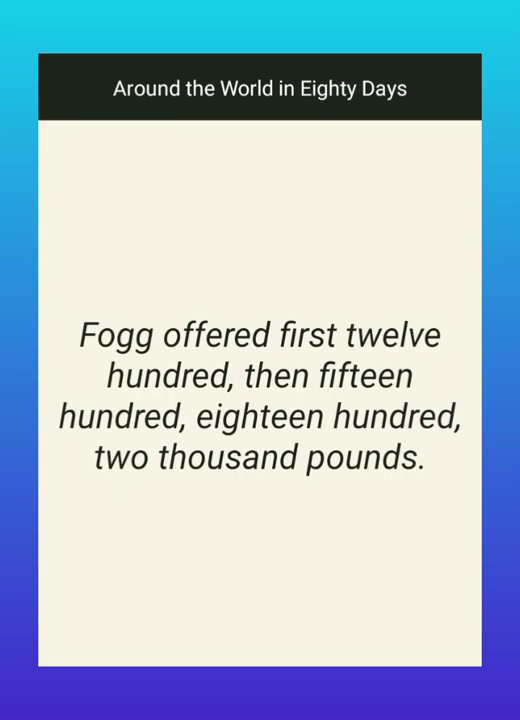 Around the World in Eighty Days
Fogg offered first twelve
hundred, then fifteen
hundred, eighteen hundred,
two thousand pounds.